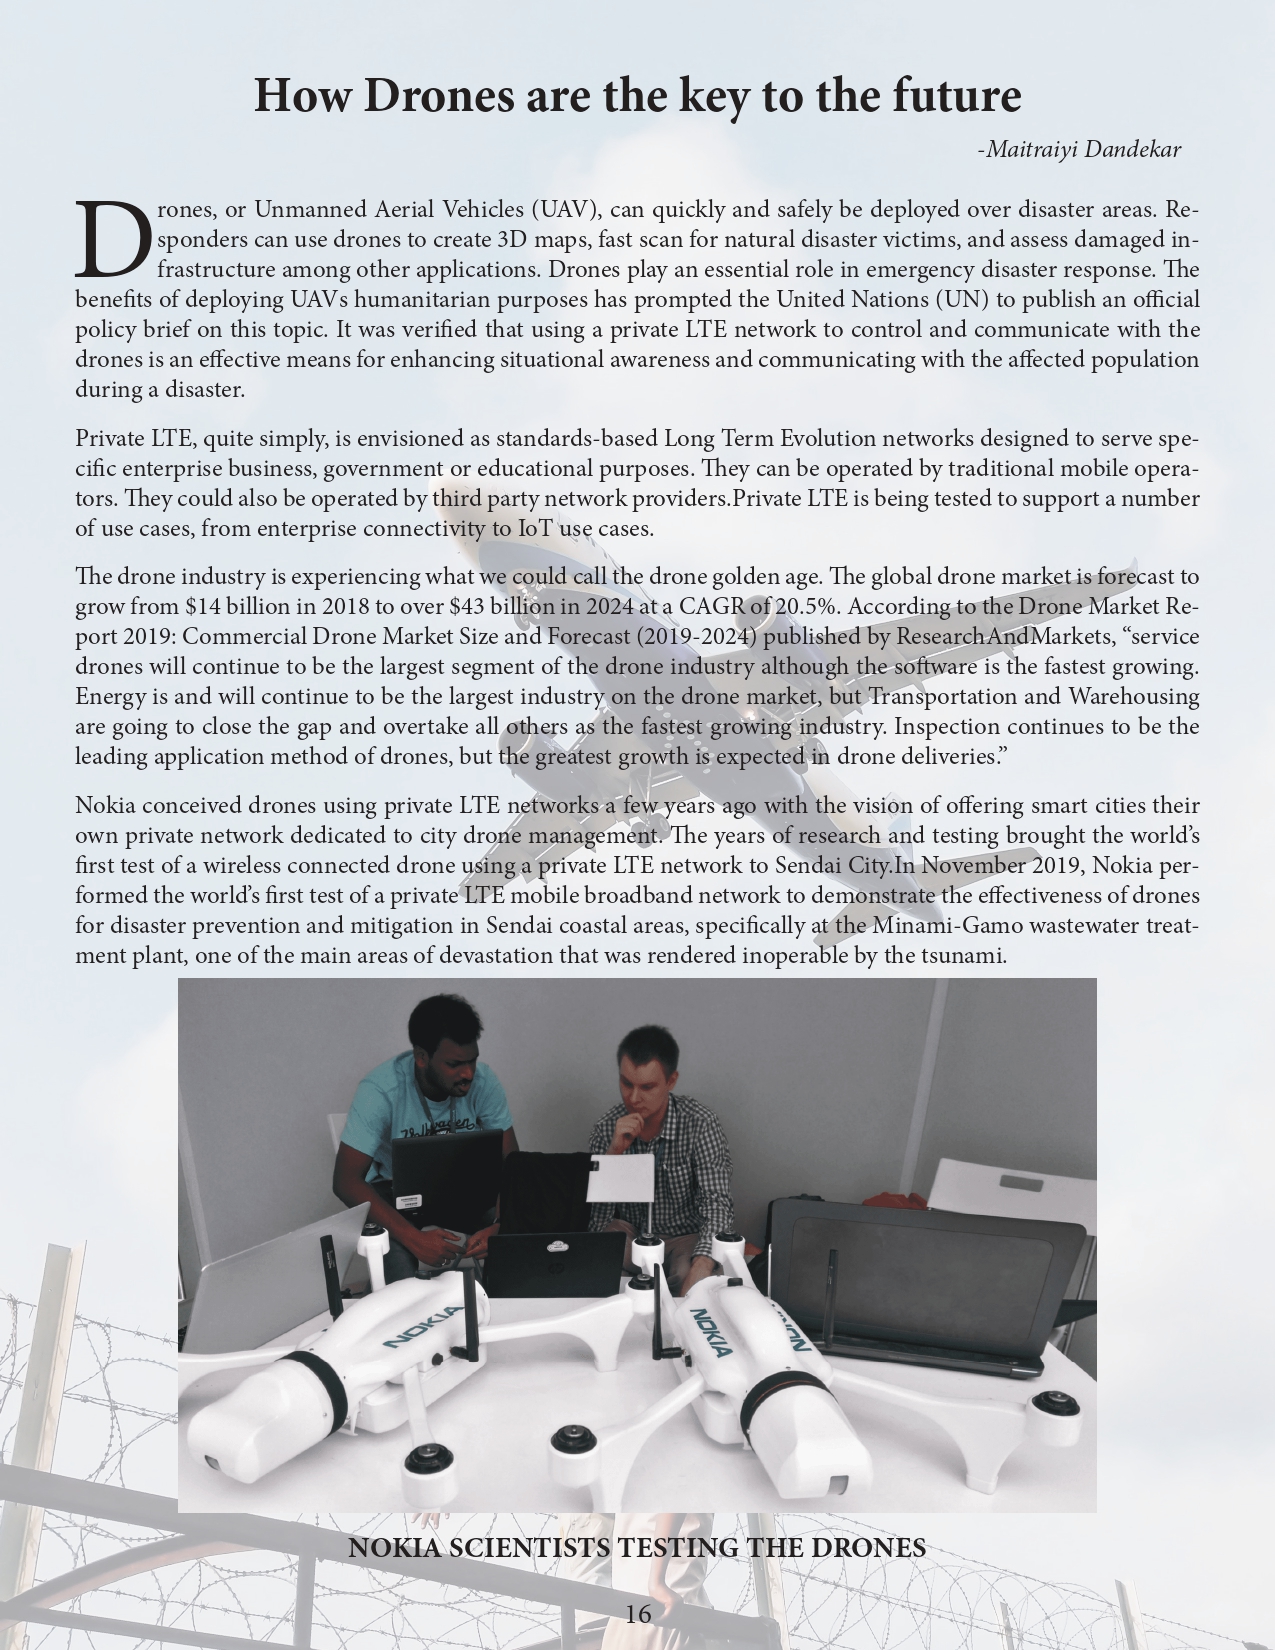 How Drones are the key to the future
-Maitraiyi Dandekar
Drones, or Unmanned Aerial Vehicles (UAV), can quickly and safely be deployed over disaster areas. Re-
sponders can use drones to create 3D maps, fast scan for natural disaster victims, and assess damaged in-
frastructure among other applications. Drones play an essential role in emergency disaster response. The
benefits of deploying UAVs humanitarian purposes has prompted the United Nations (UN) to publish an official
policy brief on this topic. It was verified that using a private LTE network to control and communicate with the
drones is an effective means for enhancing situational awareness and communicating with the affected population
during a disaster.
Private LTE, quite simply, is envisioned as standards-based Long Term Evolution networks designed to serve spe-
cific enterprise business, government or educational purposes. They can be operated by traditional mobile opera-
tors. They could also be operated by third party network providers.Private LTE is being tested to support a number
of use cases, from enterprise connectivity to IoT use cases.
The drone industry is experiencing what we could call the drone golden age. The global drone market is forecast to
grow from $14 billion in 2018 to over $43 billion in 2024 at a CAGR of 20.5%. According to the Drone Market Re-
port 2019: Commercial Drone Market Size and Forecast (2019-2024) published by ResearchAndMarkets, “service
drones will continue to be the largest segment of the drone industry although the software is the fastest growing.
Energy is and will continue to be the largest industry on the drone market, but Transportation and Warehousing
are going to close the gap and overtake all others as the fastest growing industry. Inspection continues to be the
leading application method of drones, but the greatest growth is expected in drone deliveries.”
Nokia conceived drones using private LTE networks a few years ago with the vision of offering smart cities their
own private network dedicated to city drone management. The years of research and testing brought the world’s
first test of a wireless connected drone using a private LTE network to Sendai City.In November 2019, Nokia per-
formed the world’s first test of a private LTE mobile broadband network to demonstrate the effectiveness of drones
for disaster prevention and mitigation in Sendai coastal areas, specifically at the Minami-Gamo wastewater treat-
ment plant, one of the main areas of devastation that was rendered inoperable by the tsunami.
NOKIA
NOKIA
NOKIA SCIENTISTS TESTING THE DRONES
16